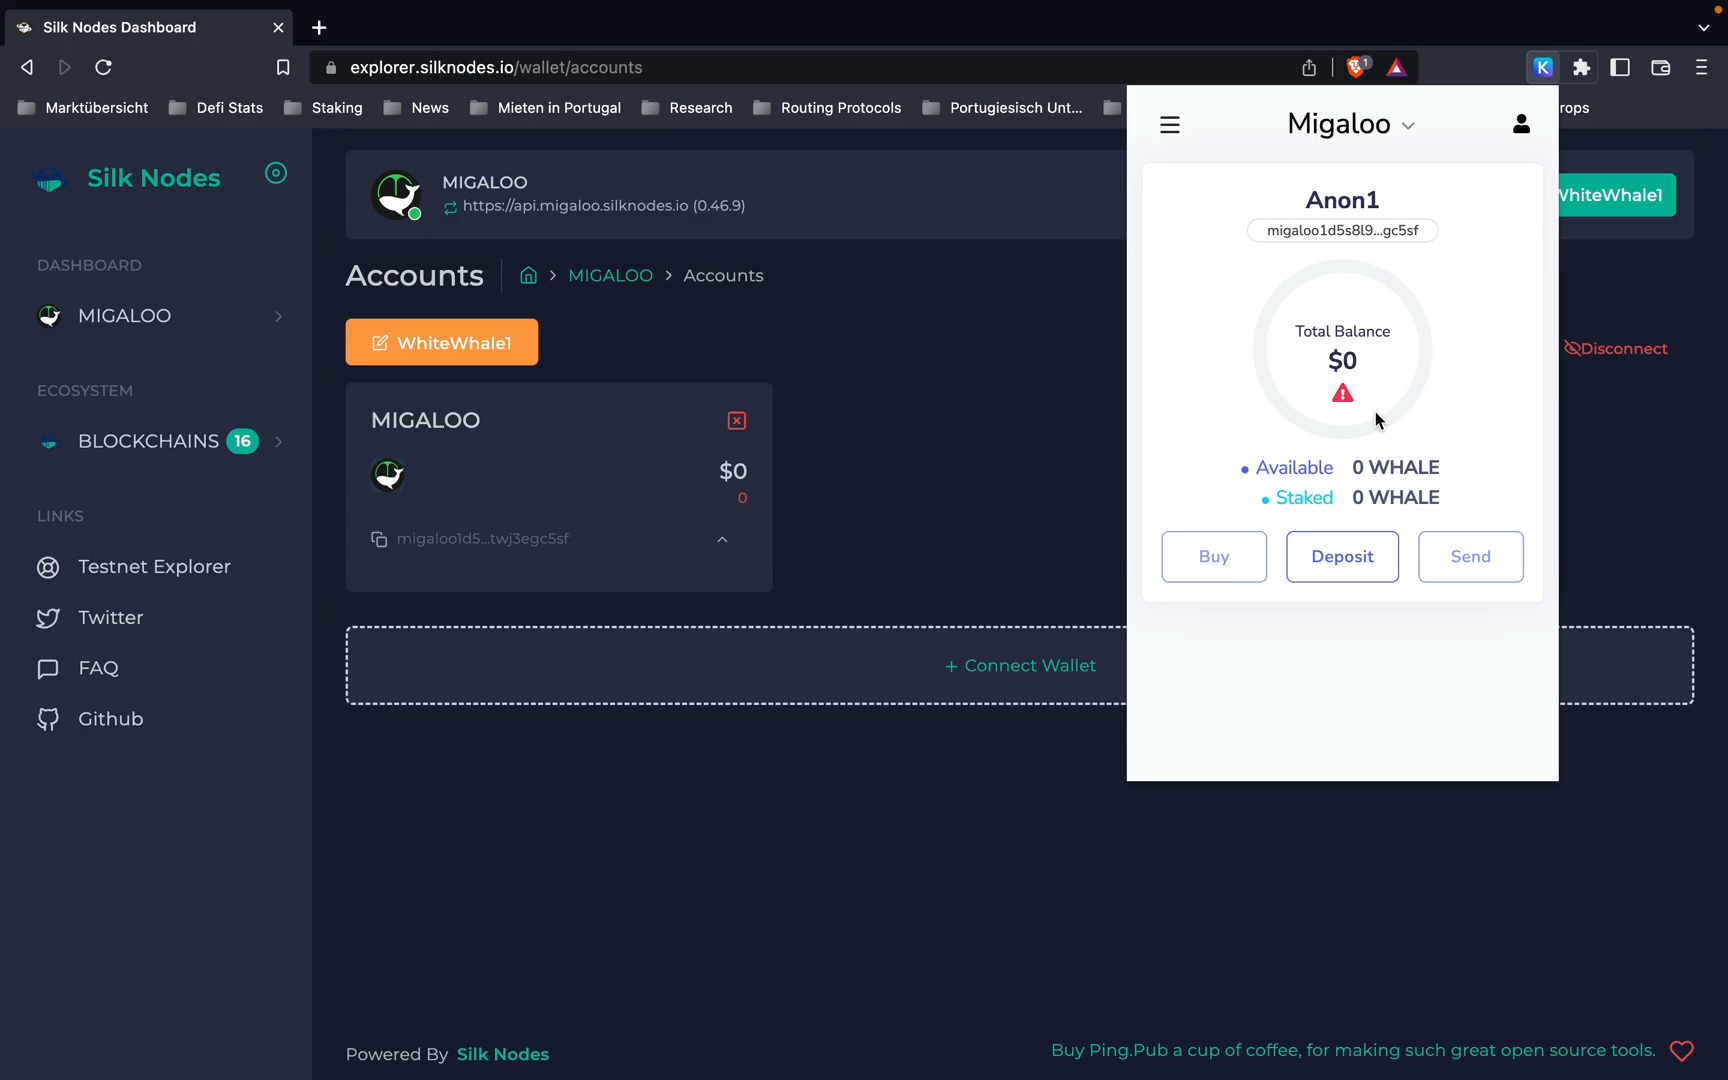 Silk Nodes Dashboard
explorer.silknodes.io/wallet/accounts
1
K
Marktübersicht
Defi Stats
Staking
News
Mieten in Portugal
Research
Routing Protocols
Portugiesisch Unt...
rops
Silk Nodes
DASHBOARD
MIGALOO
ECOSYSTEM
BLOCKCHAINS 16
LINKS
Testnet Explorer
Twitter
FAQ
Github
MIGALOO
https://api.migaloo.silknodes.io (0.46.9)
WhiteWhale1
Accounts
MIGALOO > Accounts
WhiteWhale1
Disconnect
MIGALOO
$0
0
migaloo1d5...twj3egc5sf
+ Connect Wallet
Migaloo
Anon1
migaloo1d5s8l9...gc5sf
Total Balance
$0
Available 0 WHALE
Staked 0 WHALE
Buy
Deposit
Send
Powered By Silk Nodes
Buy Ping.Pub a cup of coffee, for making such great open source tools.